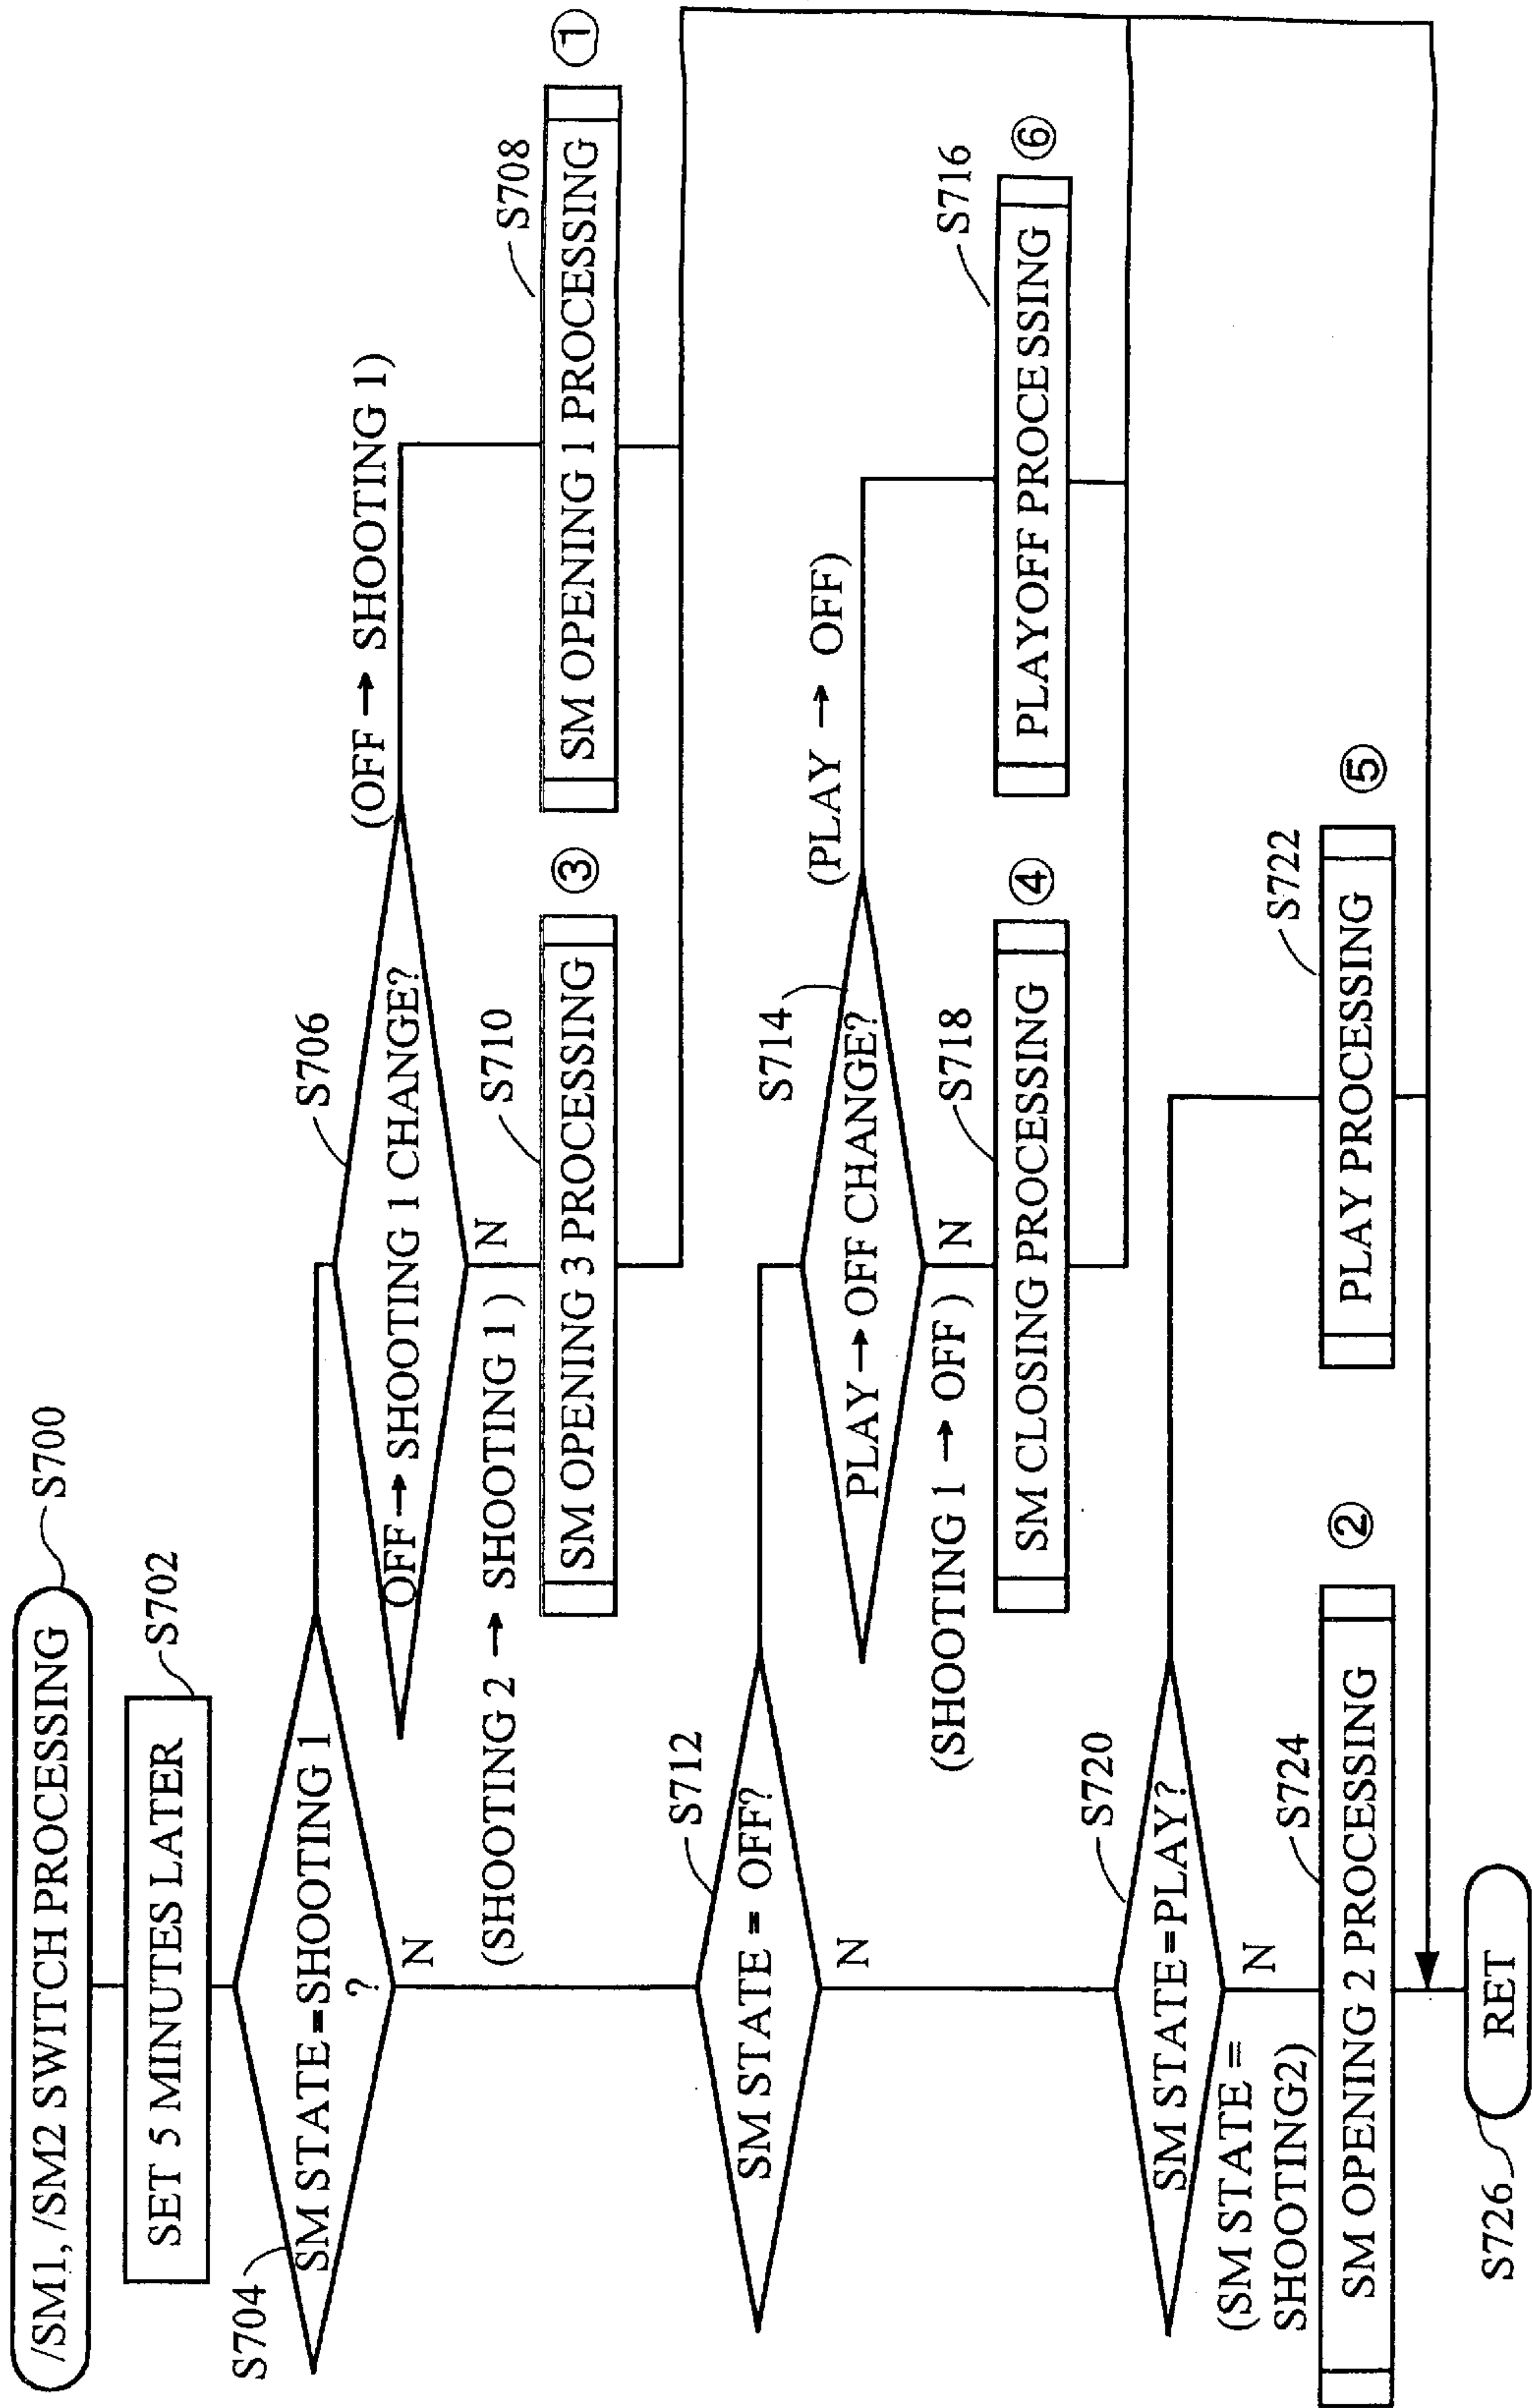 /SM1, /SM2 SWITCH PROCESSING
S700
SET 5 MINUTES LATER
S702
S704
SM STATE=SHOOTING 1
?
N
S706
OFF → SHOOTING 1 CHANGE?
(OFF → SHOOTING 1)
N
(SHOOTING 2 → SHOOTING 1)
S710
SM OPENING 3 PROCESSING
③
S708
SM OPENING 1 PROCESSING
①
S712
SM STATE = OFF?
N
S714
PLAY → OFF CHANGE?
(PLAY → OFF)
N
(SHOOTING 1 → OFF)
S718
SM CLOSING PROCESSING
④
S716
PLAYOFF PROCESSING
⑥
S720
SM STATE=PLAY?
N
(SM STATE =
SHOOTING2)
S724
SM OPENING 2 PROCESSING
②
S722
PLAY PROCESSING
⑤
RET
S726